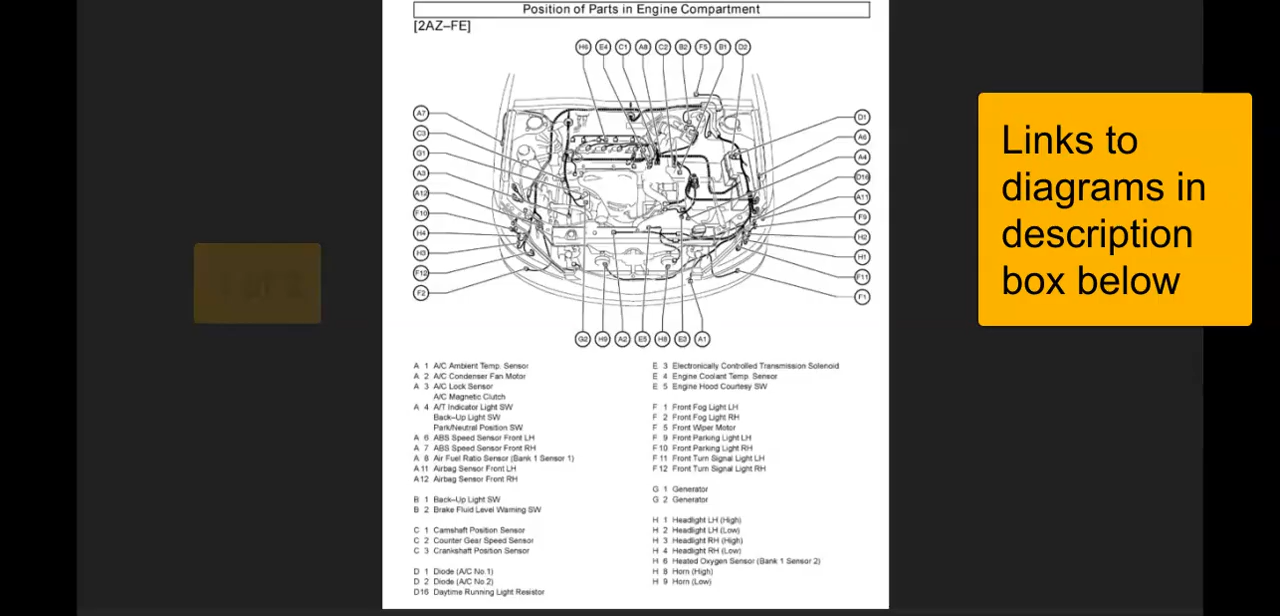 Position of Parts in Engine Compartment
[2AZ–FE]
H6 E4 C1 A8 C2 B2 F5 B1 D2
A7
C3
G1
A3
A12
F10
H4
H3
F12
F2
D1
A6
A4
D16
A11
F9
H2
H1
F11
F1
G2 H9 A2 E5 H8 E3 A1
A 1 A/C Ambient Temp. Sensor
A 2 A/C Condenser Fan Motor
A 3 A/C Lock Sensor
A/C Magnetic Clutch
A 4 A/T Indicator Light SW
Back–Up Light SW
Park/Neutral Position SW
A 6 ABS Speed Sensor Front LH
A 7 ABS Speed Sensor Front RH
A 8 Air Fuel Ratio Sensor (Bank 1 Sensor 1)
A11 Airbag Sensor Front LH
A12 Airbag Sensor Front RH
B 1 Back–Up Light SW
B 2 Brake Fluid Level Warning SW
C 1 Camshaft Position Sensor
C 2 Counter Gear Speed Sensor
C 3 Crankshaft Position Sensor
D 1 Diode (A/C No.1)
D 2 Diode (A/C No.2)
D16 Daytime Running Light Resistor
E 3 Electronically Controlled Transmission Solenoid
E 4 Engine Coolant Temp. Sensor
E 5 Engine Hood Courtesy SW
F 1 Front Fog Light LH
F 2 Front Fog Light RH
F 5 Front Wiper Motor
F 9 Front Parking Light LH
F10 Front Parking Light RH
F11 Front Turn Signal Light LH
F12 Front Turn Signal Light RH
G 1 Generator
G 2 Generator
H 1 Headlight LH (High)
H 2 Headlight LH (Low)
H 3 Headlight RH (High)
H 4 Headlight RH (Low)
H 6 Heated Oxygen Sensor (Bank 1 Sensor 2)
H 8 Horn (High)
H 9 Horn (Low)
Links to
diagrams in
description
box below